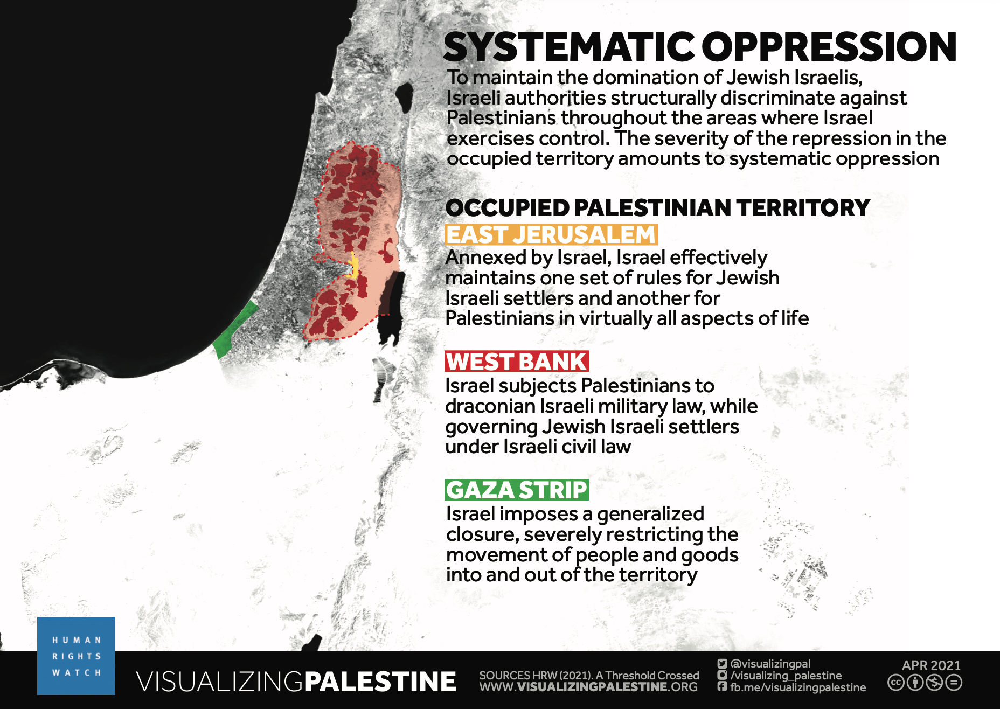 SYSTEMATIC OPPRESSION
To maintain the domination of Jewish Israelis,
Israeli authorities structurally discriminate against
Palestinians throughout the areas where Israel
exercises control. The severity of the repression in the
occupied territory amounts to systematic oppression
OCCUPIED PALESTINIAN TERRITORY
EAST JERUSALEM
Annexed by Israel, Israel effectively
maintains one set of rules for Jewish
Israeli settlers and another for
Palestinians in virtually all aspects of life
WEST BANK
Israel subjects Palestinians to
draconian Israeli military law, while
governing Jewish Israeli settlers
under Israeli civil law
GAZA STRIP
Israel imposes a generalized
closure, severely restricting the
movement of people and goods
into and out of the territory
HUMAN
RIGHTS
WATCH
VISUALIZINGPALESTINE
SOURCES HRW (2021). A Threshold Crossed
WWW.VISUALIZINGPALESTINE.ORG
@visualizingpal
/visualizing_palestine
fb.me/visualizingpalestine
APR 2021
cc